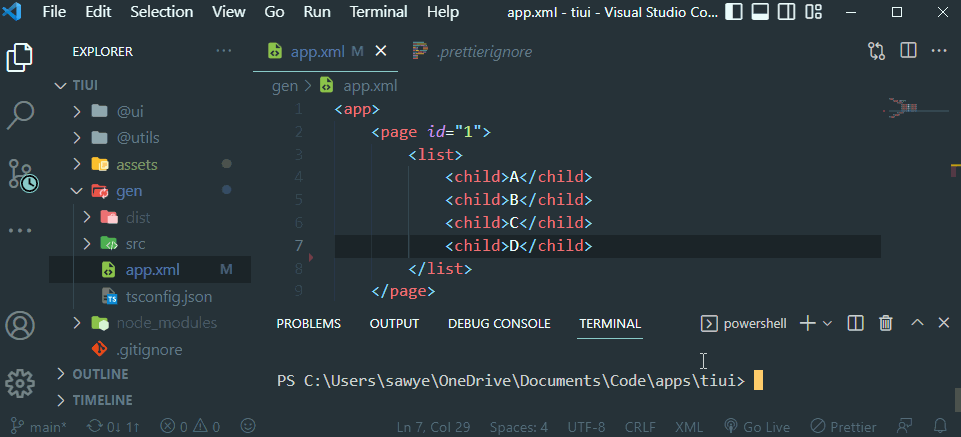 File Edit Selection View Go Run Terminal Help app.xml - tiui - Visual Studio Co...
EXPLORER ...
app.xml M
.prettierignore
TIUI
@ui
@utils
assets
gen
dist
src
app.xml M
tsconfig.json
node_modules
.gitignore
OUTLINE
TIMELINE
gen > app.xml
1 <app>
2 <page id="1">
3 <list>
4 <child>A</child>
5 <child>B</child>
6 <child>C</child>
7 <child>D</child>
8 </list>
9 </page>
PROBLEMS OUTPUT DEBUG CONSOLE TERMINAL powershell
PS C:\Users\sawye\OneDrive\Documents\Code\apps\tiui>
main* 0↓ 1↑ 0 0 Ln 7, Col 29 Spaces: 4 UTF-8 CRLF XML Go Live Prettier